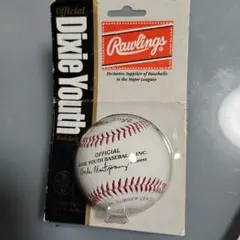 Official
Dixie Youth
Rawlings
Exclusive Supplier of Baseballs
to the Major Leagues
OFFICIAL
DIXIE YOUTH BASEBALL, INC.